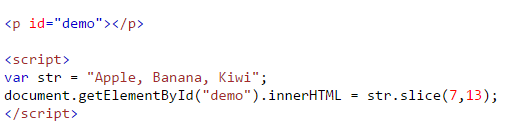 <p id="demo"></p>
<script>
var str = "Apple, Banana, Kiwi";
document.getElementById("demo").innerHTML = str.slice(7,13);
</script>